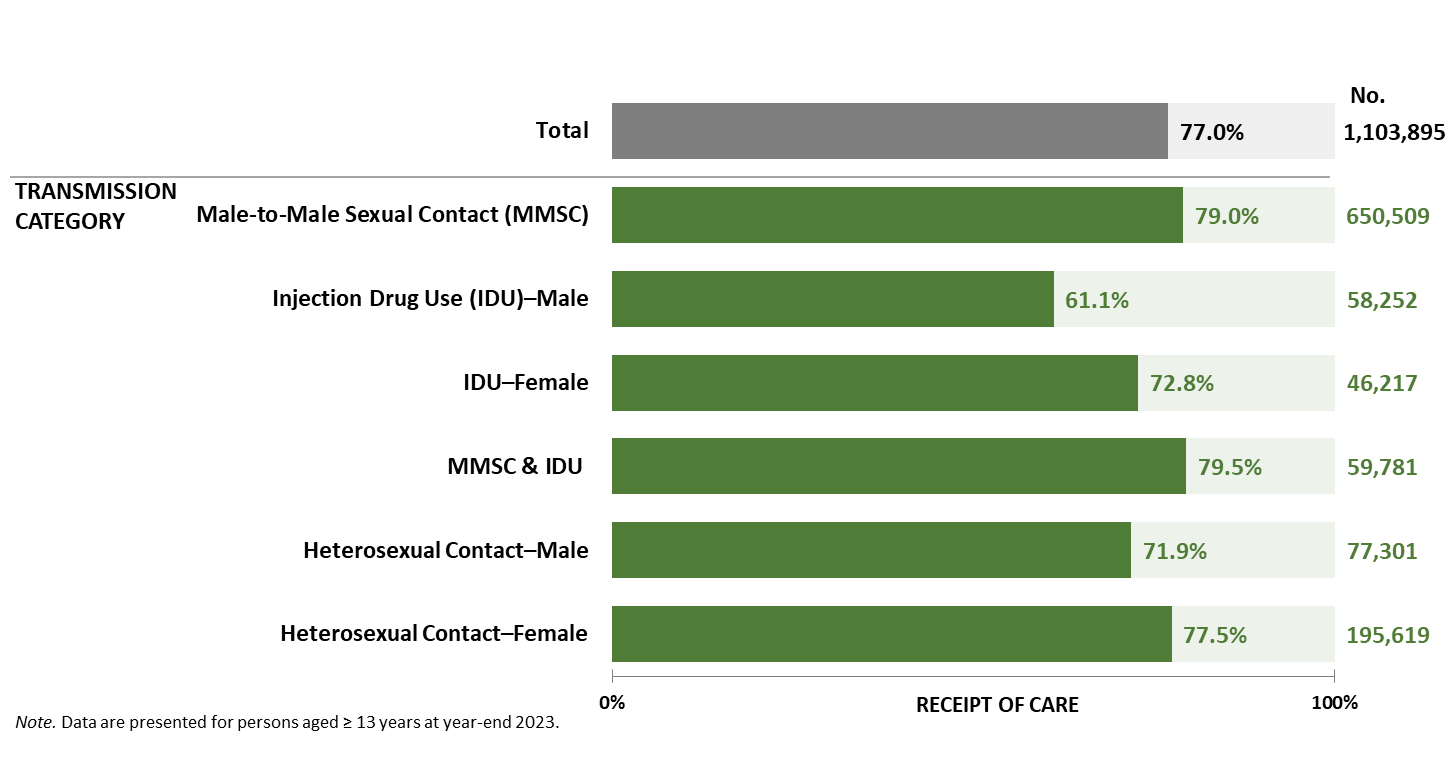 No.
Total 77.0% 1,103,895
TRANSMISSION
CATEGORY
Male-to-Male Sexual Contact (MMSC) 79.0% 650,509
Injection Drug Use (IDU)–Male 61.1% 58,252
IDU–Female 72.8% 46,217
MMSC & IDU 79.5% 59,781
Heterosexual Contact–Male 71.9% 77,301
Heterosexual Contact–Female 77.5% 195,619
0% RECEIPT OF CARE 100%
Note. Data are presented for persons aged ≥ 13 years at year-end 2023.